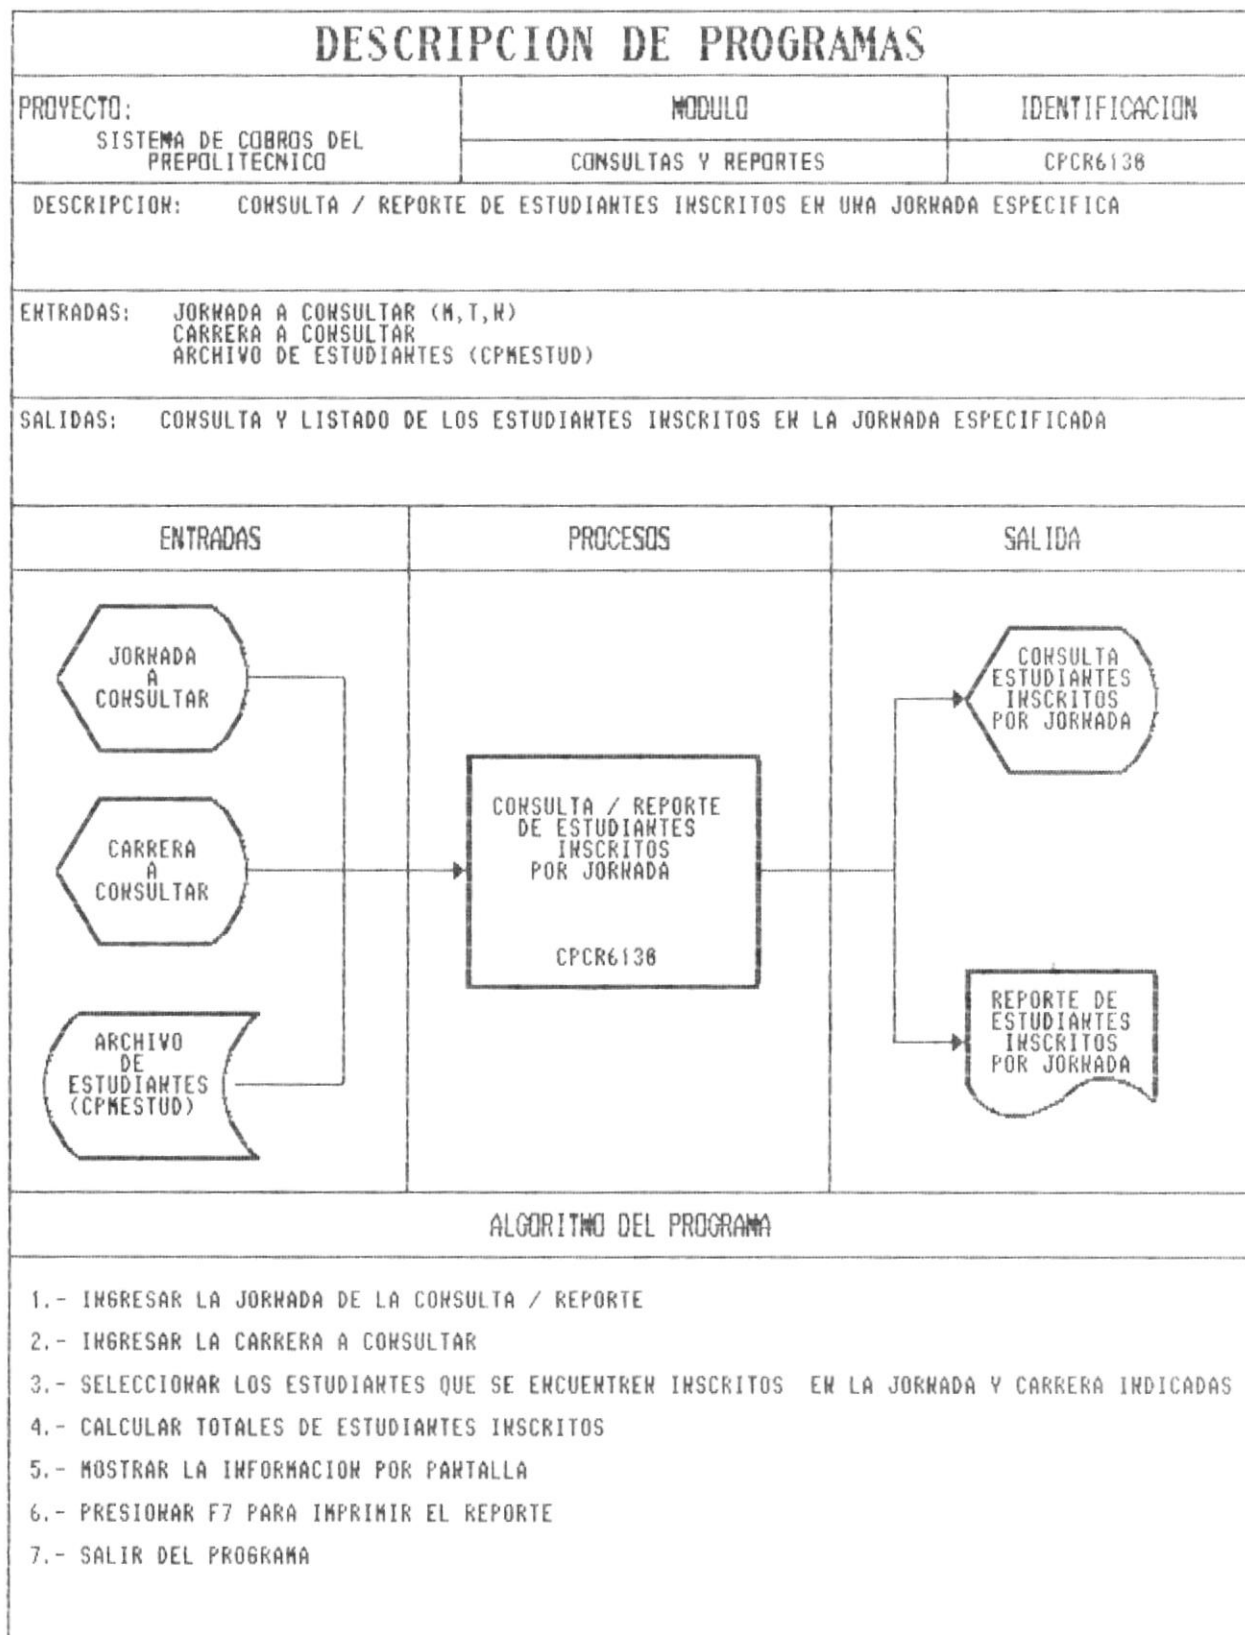 DESCRIPCION DE PROGRAMAS
PROYECTO:
SISTEMA DE COBROS DEL
PREPOLITECNICO
MODULO
CONSULTAS Y REPORTES
IDENTIFICACION
CPCR6130
DESCRIPCION: CONSULTA / REPORTE DE ESTUDIANTES INSCRITOS EN UNA JORNADA ESPECIFICA
ENTRADAS: JORNADA A CONSULTAR (M,T,N)
CARRERA A CONSULTAR
ARCHIVO DE ESTUDIANTES (CPMESTUD)
SALIDAS: CONSULTA Y LISTADO DE LOS ESTUDIANTES INSCRITOS EN LA JORNADA ESPECIFICADA
ENTRADAS
PROCESOS
SALIDA
JORNADA
A
CONSULTAR
CARRERA
A
CONSULTAR
ARCHIVO
DE
ESTUDIANTES
(CPMESTUD)
CONSULTA / REPORTE
DE ESTUDIANTES
INSCRITOS
POR JORNADA
CPCR6130
CONSULTA
ESTUDIANTES
INSCRITOS
POR JORNADA
REPORTE DE
ESTUDIANTES
INSCRITOS
POR JORNADA
ALGORITMO DEL PROGRAMA
1.- INGRESAR LA JORNADA DE LA CONSULTA / REPORTE
2.- INGRESAR LA CARRERA A CONSULTAR
3.- SELECCIONAR LOS ESTUDIANTES QUE SE ENCUENTREN INSCRITOS EN LA JORNADA Y CARRERA INDICADAS
4.- CALCULAR TOTALES DE ESTUDIANTES INSCRITOS
5.- MOSTRAR LA INFORMACION POR PANTALLA
6.- PRESIONAR F7 PARA IMPRIMIR EL REPORTE
7.- SALIR DEL PROGRAMA